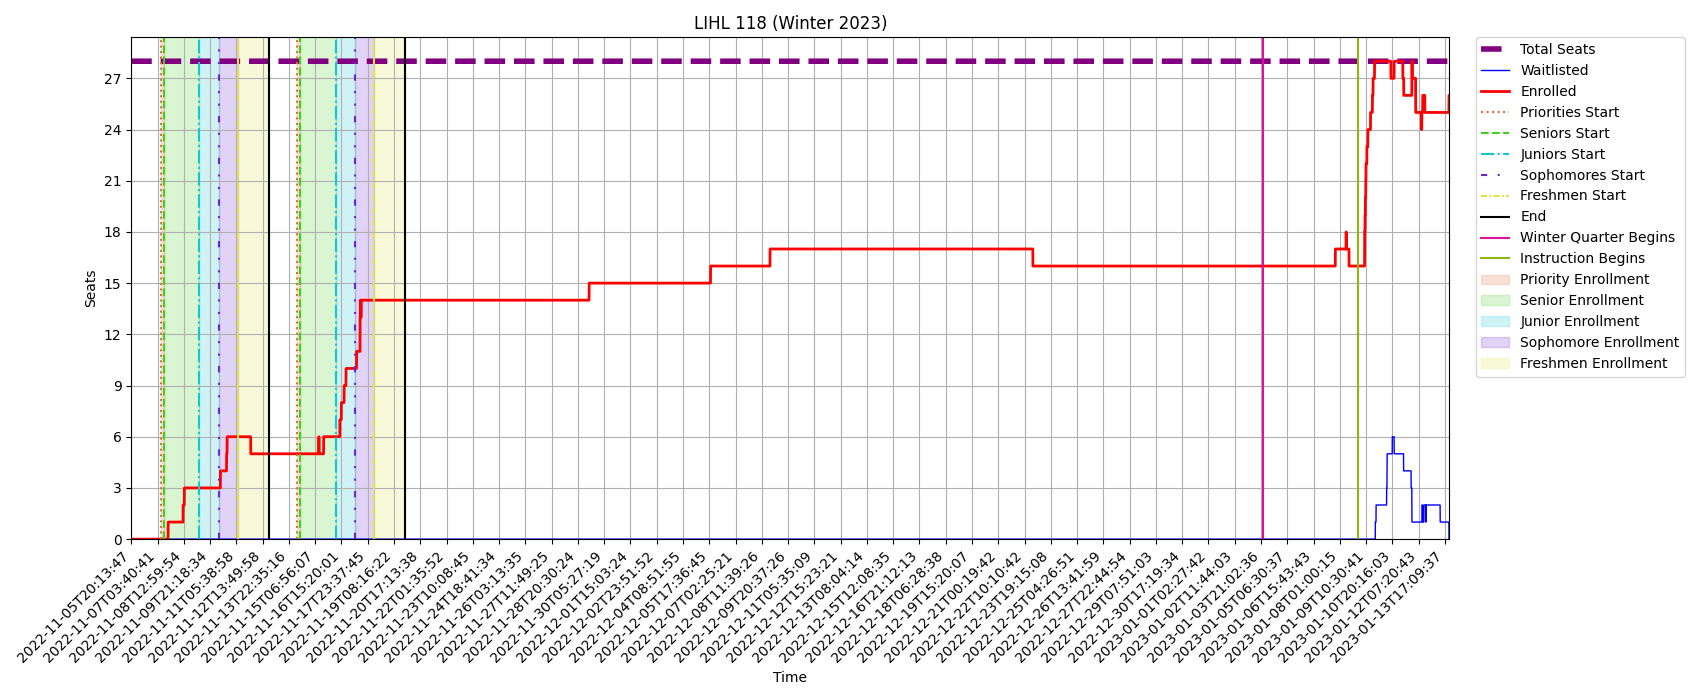 LIHL 118 (Winter 2023)
Total Seats
Waitlisted
Enrolled
Priorities Start
Seniors Start
Juniors Start
Sophomores Start
Freshmen Start
End
Winter Quarter Begins
Instruction Begins
Priority Enrollment
Senior Enrollment
Junior Enrollment
Sophomore Enrollment
Freshmen Enrollment
Seats
27
24
21
18
15
12
9
6
3
0
2022-11-05T20:13:47
2022-11-07T03:40:41
2022-11-08T12:59:54
2022-11-09T21:18:34
2022-11-11T05:38:58
2022-11-12T13:49:58
2022-11-13T22:35:16
2022-11-15T06:56:07
2022-11-16T15:20:01
2022-11-17T23:37:45
2022-11-19T08:16:22
2022-11-20T17:13:38
2022-11-22T01:35:52
2022-11-23T10:08:45
2022-11-24T18:41:34
2022-11-26T03:13:35
2022-11-27T11:49:25
2022-11-28T20:30:24
2022-11-30T05:27:19
2022-12-01T15:03:24
2022-12-02T23:51:52
2022-12-04T08:51:55
2022-12-05T17:36:45
2022-12-07T02:25:21
2022-12-08T11:39:26
2022-12-09T20:37:26
2022-12-11T05:35:09
2022-12-12T15:23:21
2022-12-13T08:04:14
2022-12-15T12:08:35
2022-12-16T21:12:13
2022-12-18T06:28:38
2022-12-19T15:20:07
2022-12-21T00:19:42
2022-12-22T10:10:42
2022-12-23T19:15:08
2022-12-25T04:26:51
2022-12-26T13:41:59
2022-12-27T22:44:54
2022-12-29T07:51:03
2022-12-30T17:19:34
2023-01-01T02:27:42
2023-01-02T11:44:03
2023-01-03T21:02:36
2023-01-05T06:30:37
2023-01-06T15:43:43
2023-01-08T01:00:15
2023-01-09T10:30:41
2023-01-10T20:16:03
2023-01-12T07:20:43
2023-01-13T17:09:37
Time